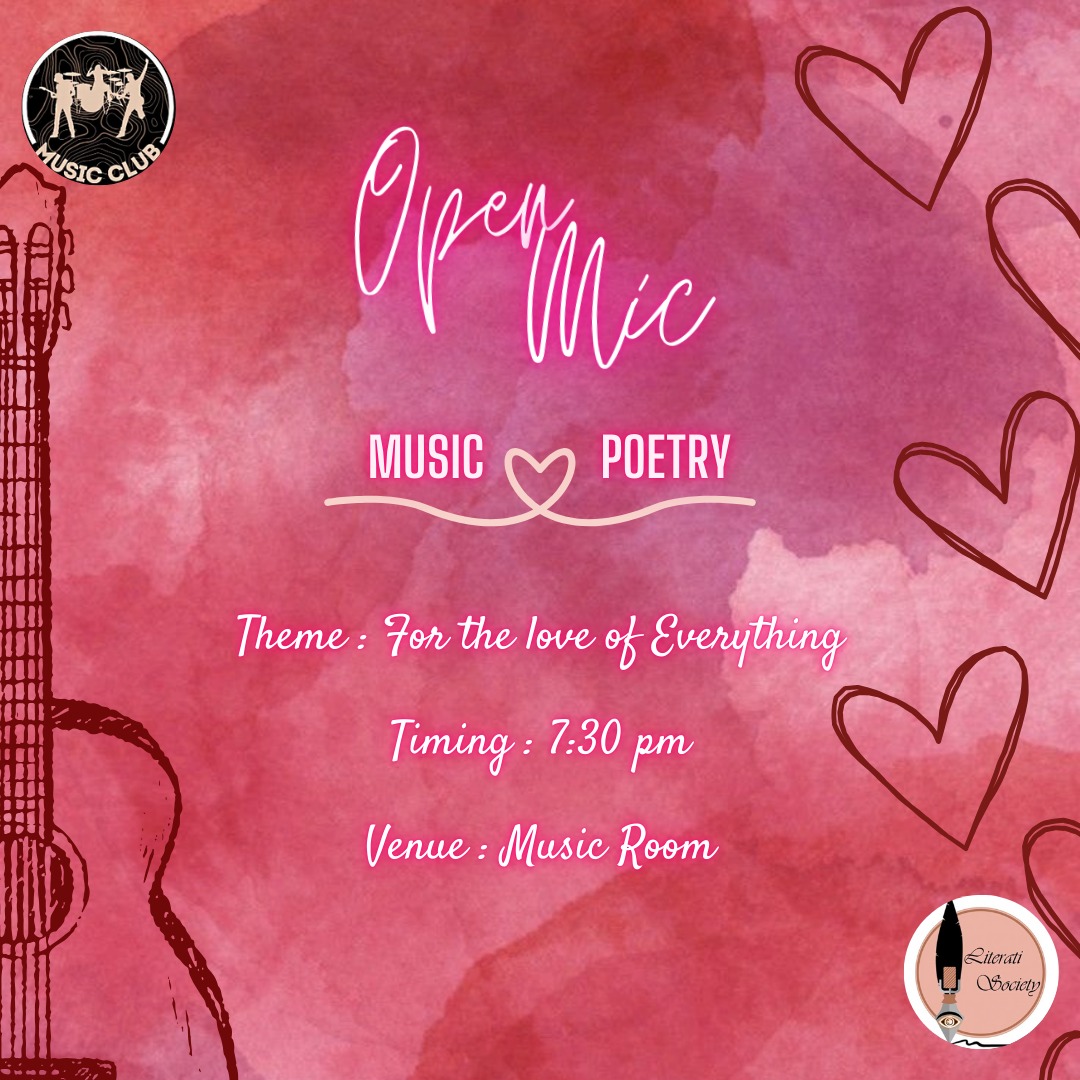 MUSIC CLUB
Open
Mic
MUSIC POETRY
Theme : For the love of Everything
Timing : 7:30 pm
Venue : Music Room
Literati
Society